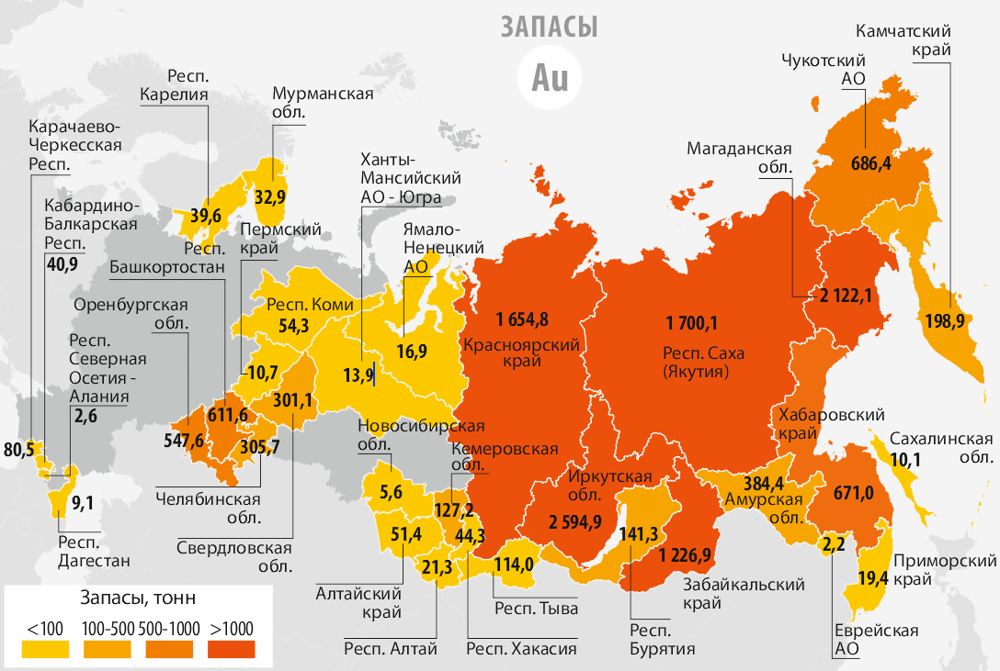 ЗАПАСЫ
Au
Камчатский
край
Чукотский
АО
Респ.
Карелия
Мурманская
обл.
Карачаево-
Черкесская
Респ.
Ханты-
Мансийский
АО - Югра
Магаданская
обл.
686,4
32,9
39,6
Кабардино-
Балкарская
Респ.
40,9
Пермский
край
Ямало-
Ненецкий
АО
Респ.
Башкортостан
Оренбургская
обл.
Респ. Коми
54,3
2 122,1
198,9
1 654,8
Красноярский
край
1 700,1
Респ. Саха
(Якутия)
Респ.
Северная
Осетия -
Алания
2,6
16,9
13,9
10,7
301,1
611,6
547,6
305,7
80,5
9,1
Новосибирская
обл.
Кемеровская
обл.
Хабаровский
край
Сахалинская
обл.
10,1
Иркутская
обл.
2 594,9
384,4
Амурская
обл.
671,0
5,6
127,2
51,4
44,3
21,3
114,0
141,3
1 226,9
2,2
19,4
Челябинская
обл.
Свердловская
обл.
Респ.
Дагестан
Приморский
край
Забайкальский
край
Алтайский
край
Респ. Тыва
Респ. Алтай
Респ. Хакасия
Респ.
Бурятия
Еврейская
АО
Запасы, тонн
<100 100-500 500-1000 >1000